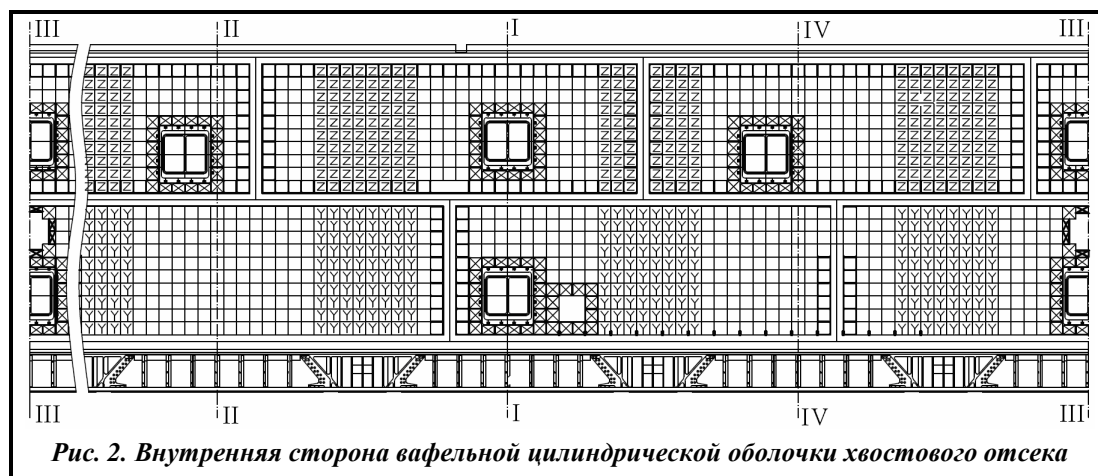 III II I IV III
III II I IV III
Рис. 2. Внутренняя сторона вафельной цилиндрической оболочки хвостового отсека